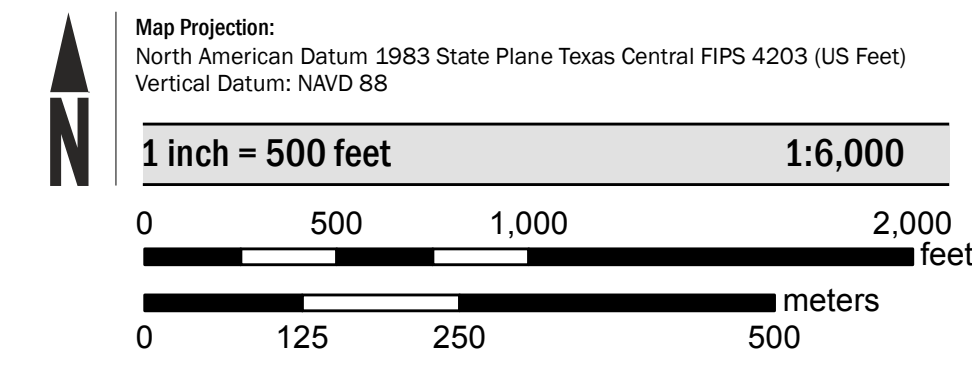 Map Projection:
North American Datum 1983 State Plane Texas Central FIPS 4203 (US Feet)
Vertical Datum: NAVD 88
N
1 inch = 500 feet 1:6,000
0 500 1,000 2,000
feet
meters
0 125 250 500